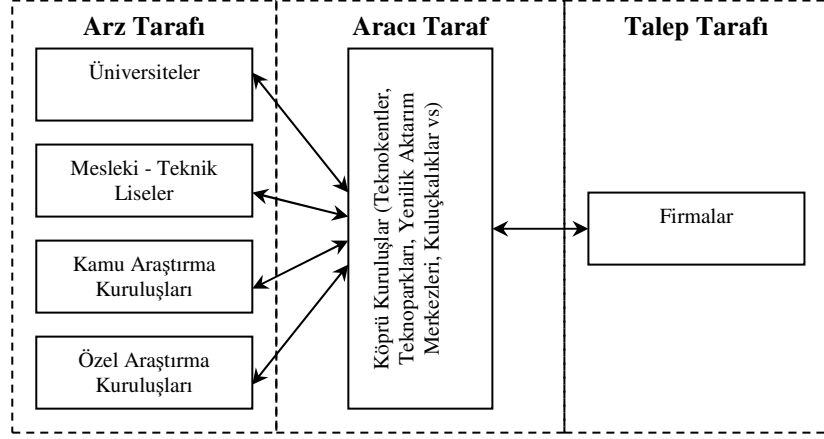 Arz Tarafı
Aracı Taraf
Talep Tarafı
Üniversiteler
Mesleki - Teknik
Liseler
Kamu Araştırma
Kuruluşları
Özel Araştırma
Kuruluşları
Köprü Kuruluşlar (Teknokentler,
Teknoparkları, Yenilik Aktarım
Merkezleri, Kuluçkalıklar vs)
Firmalar